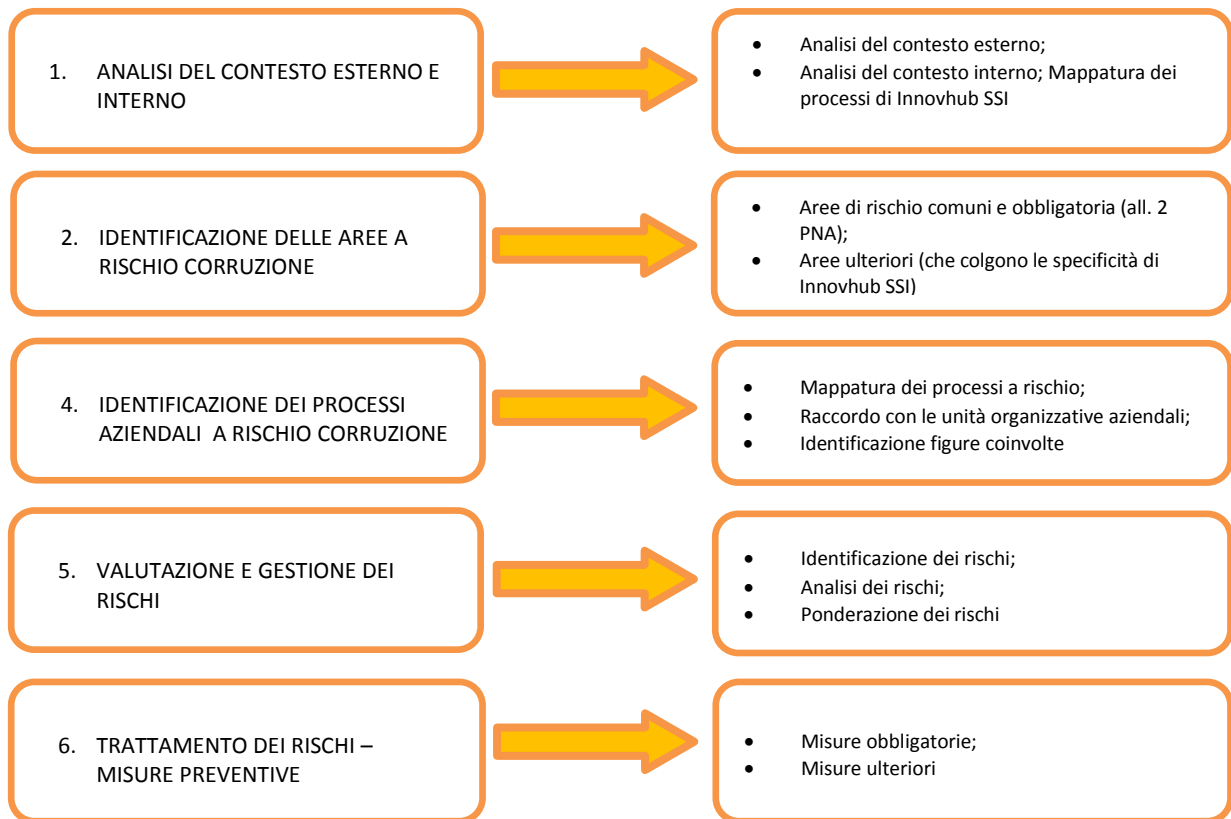 1. ANALISI DEL CONTESTO ESTERNO E
INTERNO
• Analisi del contesto esterno;
• Analisi del contesto interno; Mappatura dei
processi di Innovhub SSI
2. IDENTIFICAZIONE DELLE AREE A
RISCHIO CORRUZIONE
• Aree di rischio comuni e obbligatoria (all. 2
PNA);
• Aree ulteriori (che colgono le specificità di
Innovhub SSI)
4. IDENTIFICAZIONE DEI PROCESSI
AZIENDALI A RISCHIO CORRUZIONE
• Mappatura dei processi a rischio;
• Raccordo con le unità organizzative aziendali;
• Identificazione figure coinvolte
5. VALUTAZIONE E GESTIONE DEI
RISCHI
• Identificazione dei rischi;
• Analisi dei rischi;
• Ponderazione dei rischi
6. TRATTAMENTO DEI RISCHI –
MISURE PREVENTIVE
• Misure obbligatorie;
• Misure ulteriori